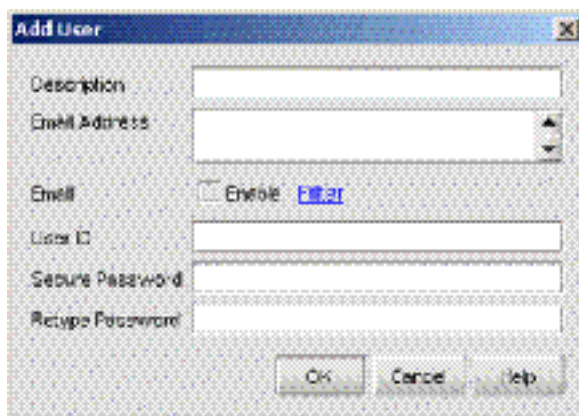 Add User
Description
Email Address
Email Enable Filter
User ID
Secure Password
Retype Password
OK Cancel Help